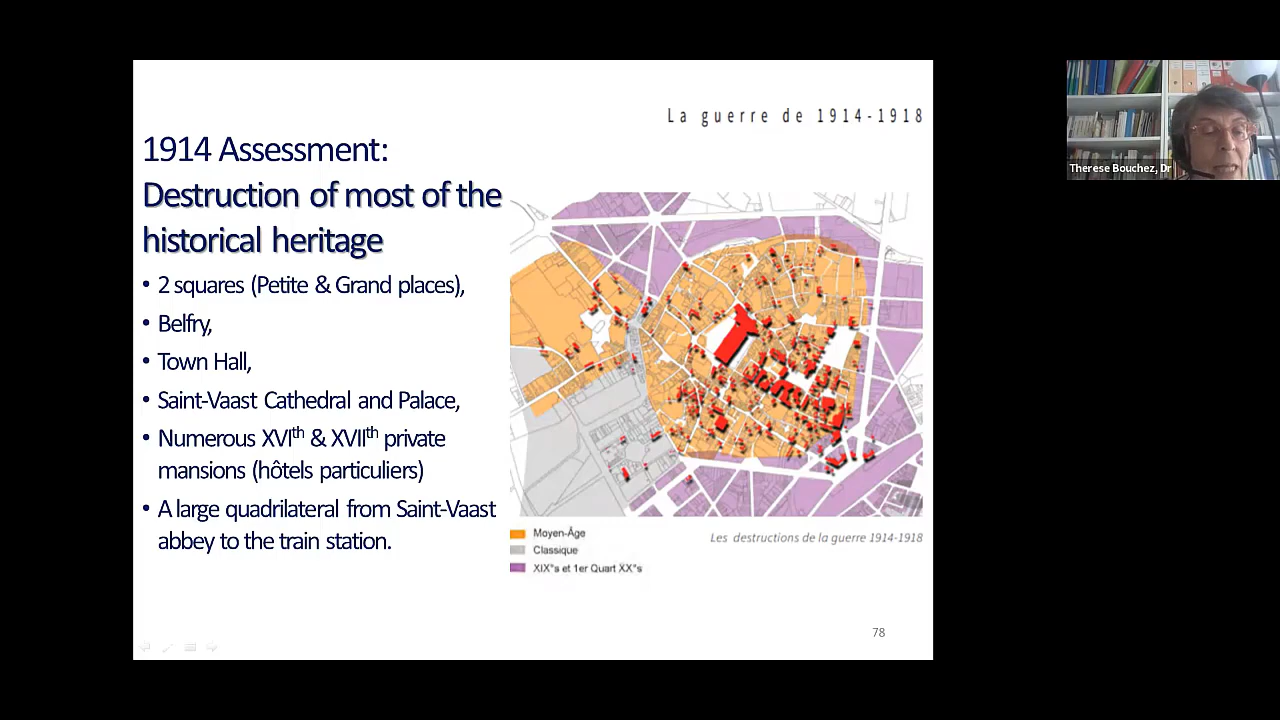 La guerre de 1914-1918
1914 Assessment:
Destruction of most of the
historical heritage
• 2 squares (Petite & Grand places),
• Belfry,
• Town Hall,
• Saint-Vaast Cathedral and Palace,
• Numerous XVIth & XVIIth private
mansions (hôtels particuliers)
• A large quadrilateral from Saint-Vaast
abbey to the train station.
Moyen-Âge
Classique
XIX°s et 1er Quart XX°s
Les destructions de la guerre 1914-1918
78
Therese Bouchez, Dr